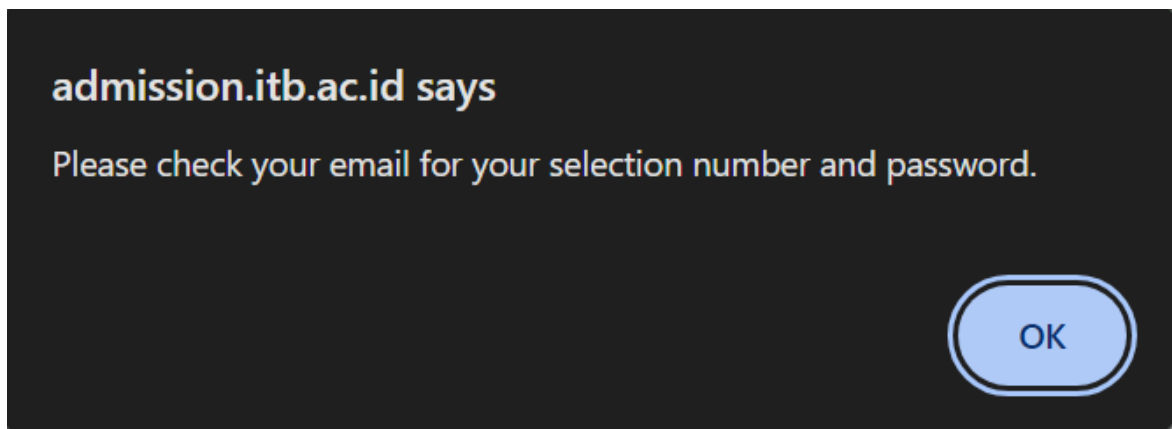 admission.itb.ac.id says
Please check your email for your selection number and password.
OK